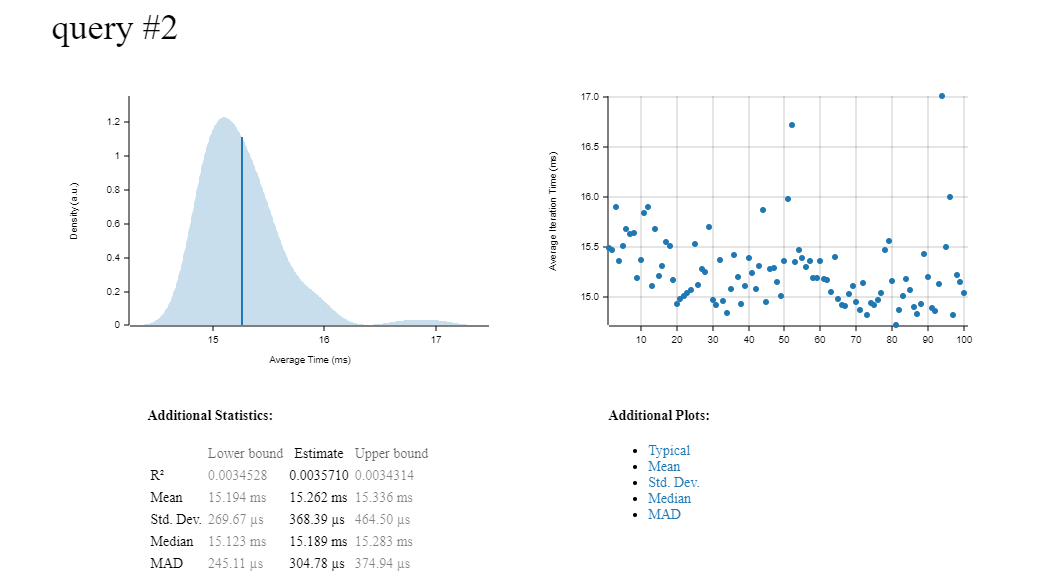 query #2
1.2
1
0.8
0.6
0.4
0.2
0
Density (a.u.)
15
16
17
Average Time (ms)
17.0
16.5
16.0
15.5
15.0
Average Iteration Time (ms)
10 20 30 40 50 60 70 80 90 100
Additional Statistics:
Lower bound Estimate Upper bound
R² 0.0034528 0.0035710 0.0034314
Mean 15.194 ms 15.262 ms 15.336 ms
Std. Dev. 269.67 µs 368.39 µs 464.50 µs
Median 15.123 ms 15.189 ms 15.283 ms
MAD 245.11 µs 304.78 µs 374.94 µs
Additional Plots:
Typical
Mean
Std. Dev.
Median
MAD